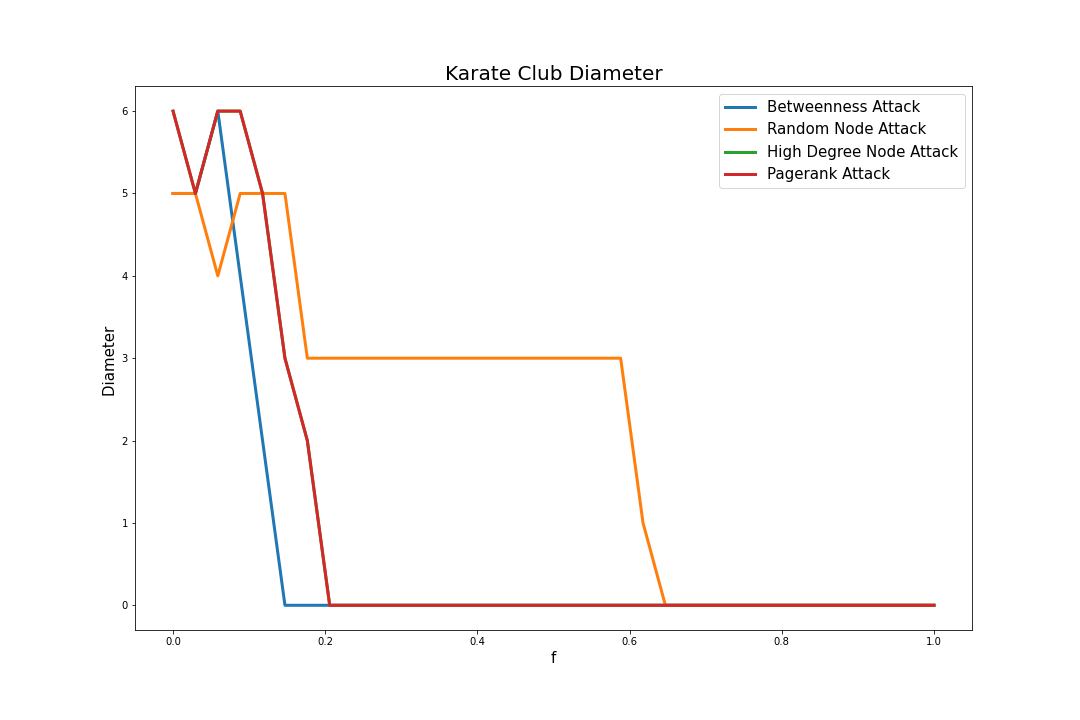 Karate Club Diameter
Betweenness Attack
Random Node Attack
High Degree Node Attack
Pagerank Attack
Diameter
6
5
4
3
2
1
0
0.0 0.2 0.4 0.6 0.8 1.0
f